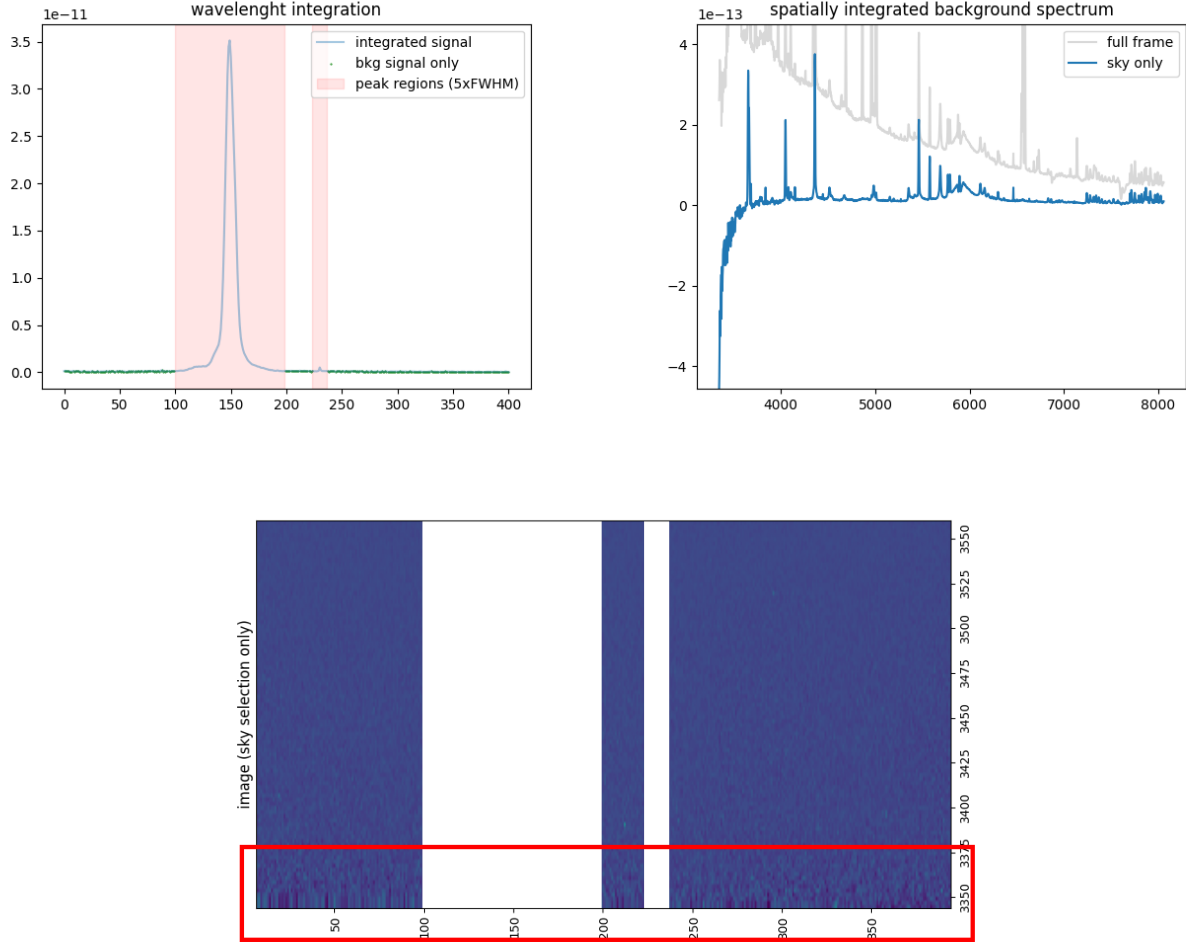 wavelenght integration
1e−11
3.5
3.0
2.5
2.0
1.5
1.0
0.5
0.0
0 50 100 150 200 250 300 350 400
integrated signal
bkg signal only
peak regions (5xFWHM)
spatially integrated background spectrum
1e−13
4
2
0
−2
−4
4000 5000 6000 7000 8000
full frame
sky only
image (sky selection only)
3550
3525
3500
3475
3450
3425
3400
3375
3350
50 100 150 200 250 300 350